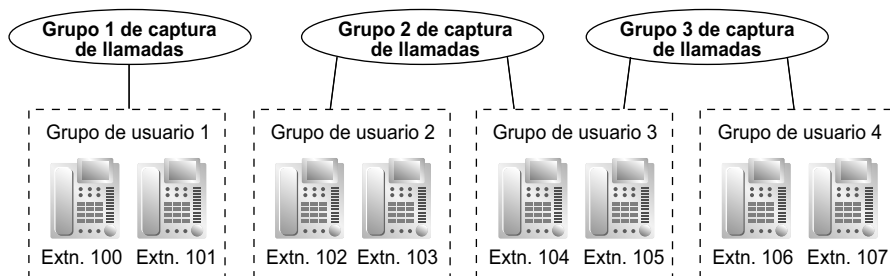 Grupo 1 de captura
de llamadas
Grupo 2 de captura
de llamadas
Grupo 3 de captura
de llamadas
Grupo de usuario 1
Grupo de usuario 2
Grupo de usuario 3
Grupo de usuario 4
Extn. 100
Extn. 101
Extn. 102
Extn. 103
Extn. 104
Extn. 105
Extn. 106
Extn. 107